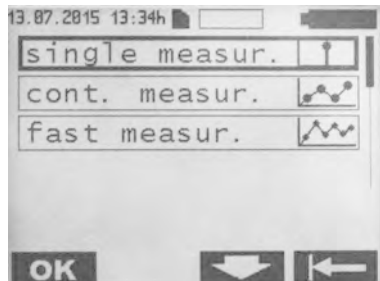 13.07.2015 13:34h
single measur.
cont. measur.
fast measur.
OK